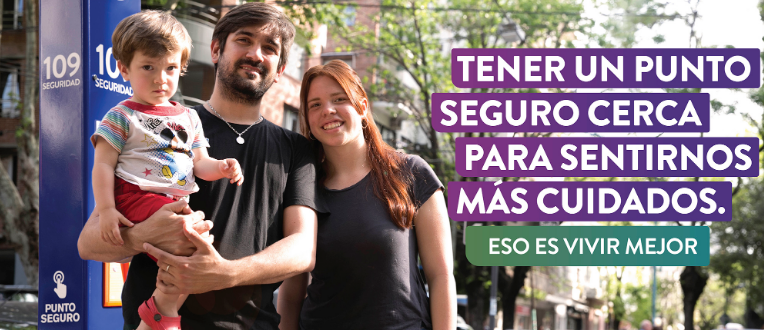 109
SEGURIDAD
10
SEGURIDAD
PUNTO
SEGURO
TENER UN PUNTO
SEGURO CERCA
PARA SENTIRNOS
MÁS CUIDADOS.
ESO ES VIVIR MEJOR